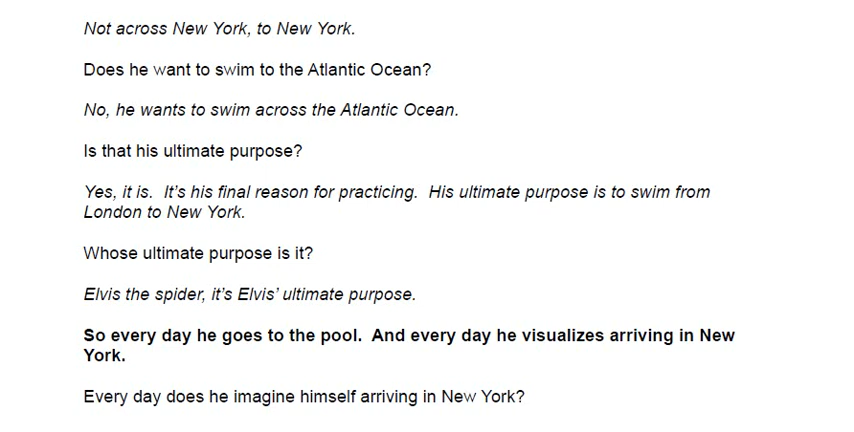 Not across New York, to New York.
Does he want to swim to the Atlantic Ocean?
No, he wants to swim across the Atlantic Ocean.
Is that his ultimate purpose?
Yes, it is.  It's his final reason for practicing.  His ultimate purpose is to swim from
London to New York.
Whose ultimate purpose is it?
Elvis the spider, it's Elvis' ultimate purpose.
So every day he goes to the pool.  And every day he visualizes arriving in New
York.
Every day does he imagine himself arriving in New York?